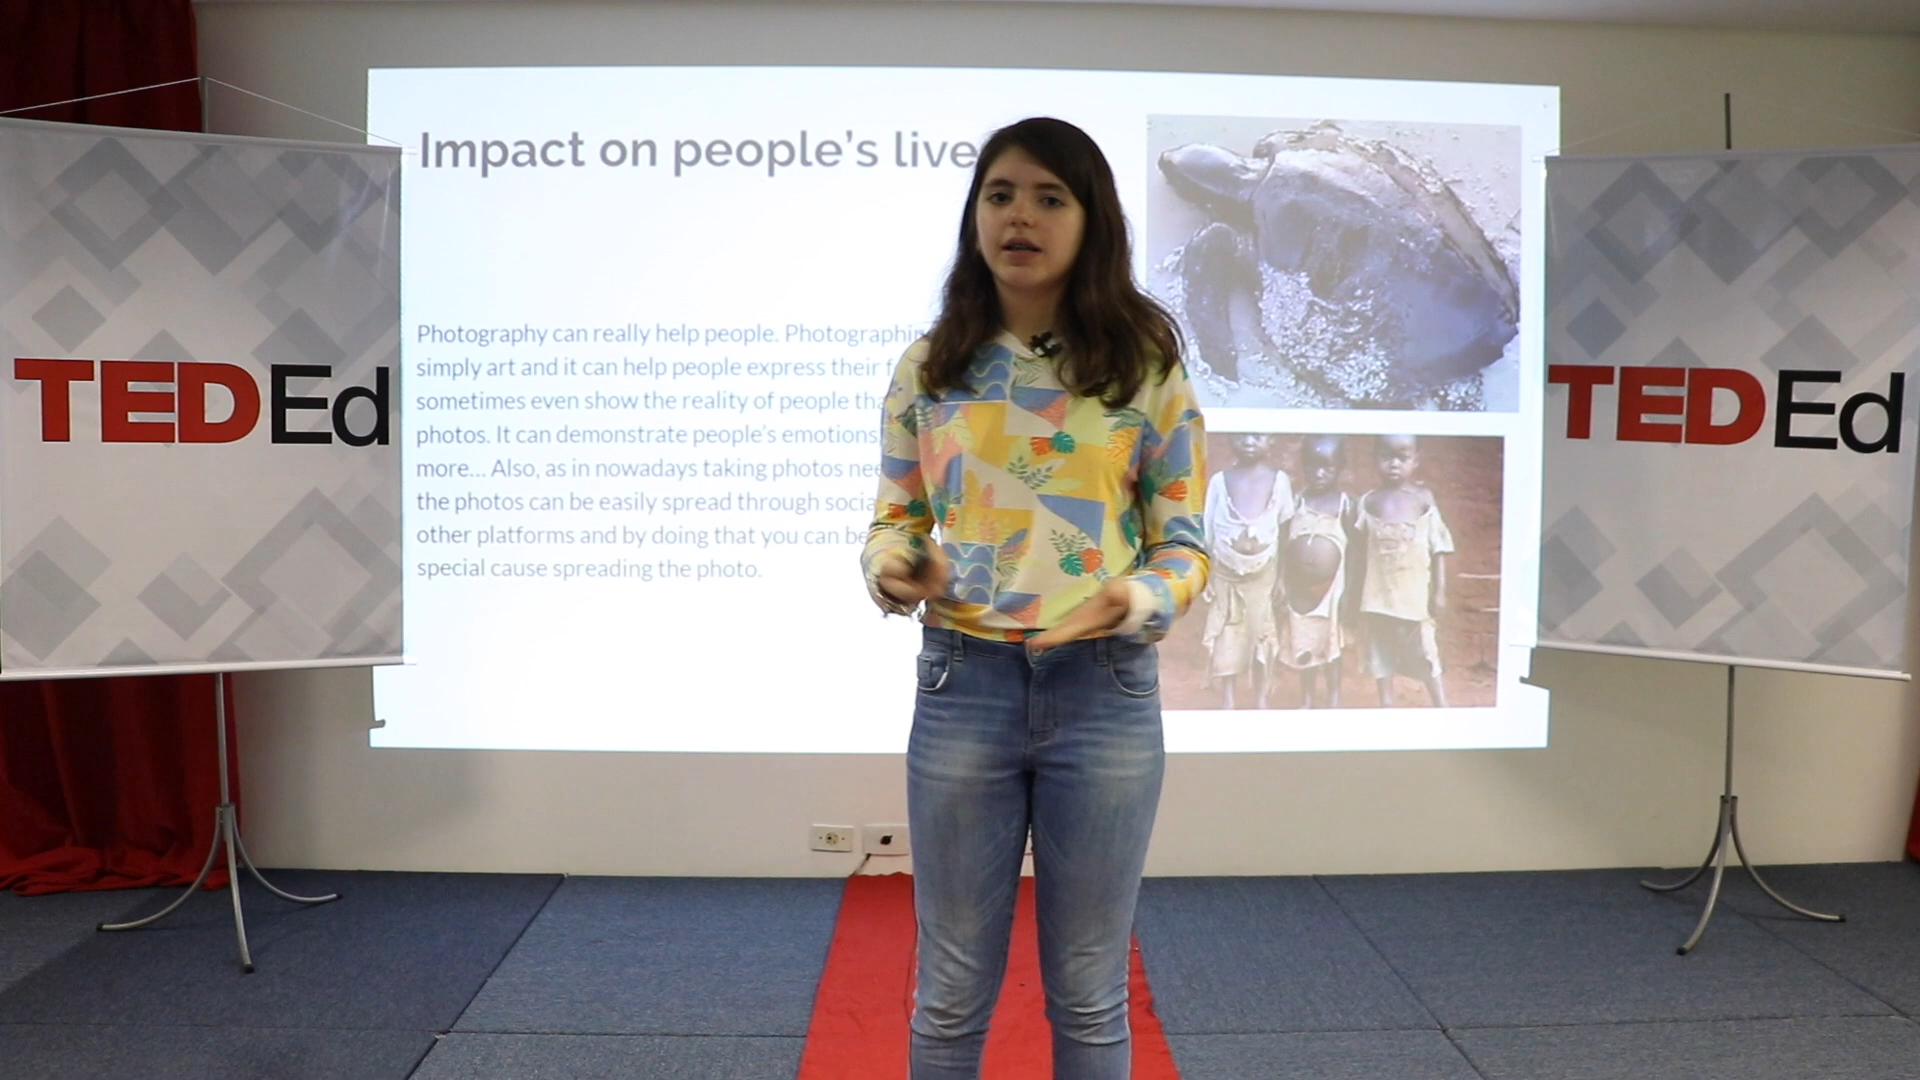 Impact on people's live
TEDEd
TEDEd
Photography can really help people. Photographin
simply art and it can help people express their f
sometimes even show the reality of people tha
photos. It can demonstrate people's emotions,
more... Also, as in nowadays taking photos nee
the photos can be easily spread through socia
other platforms and by doing that you can be
special cause spreading the photo.